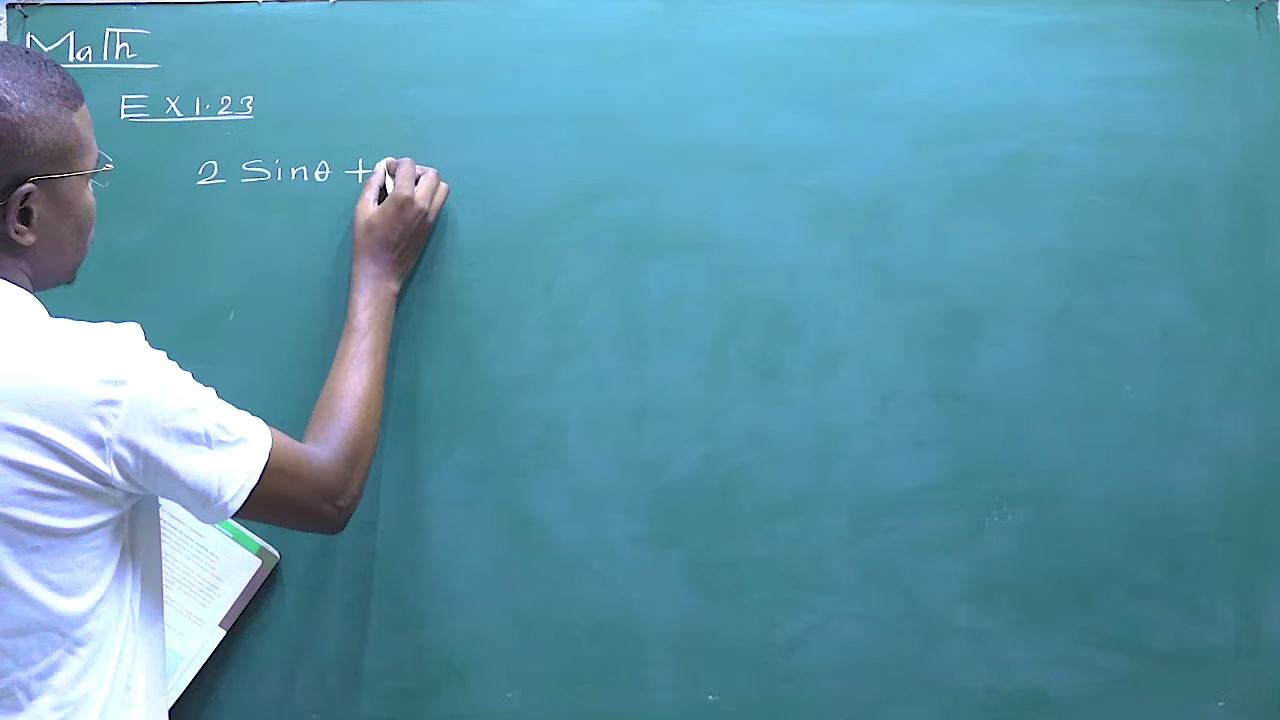 Math
EX 1.23
2 Sinθ +